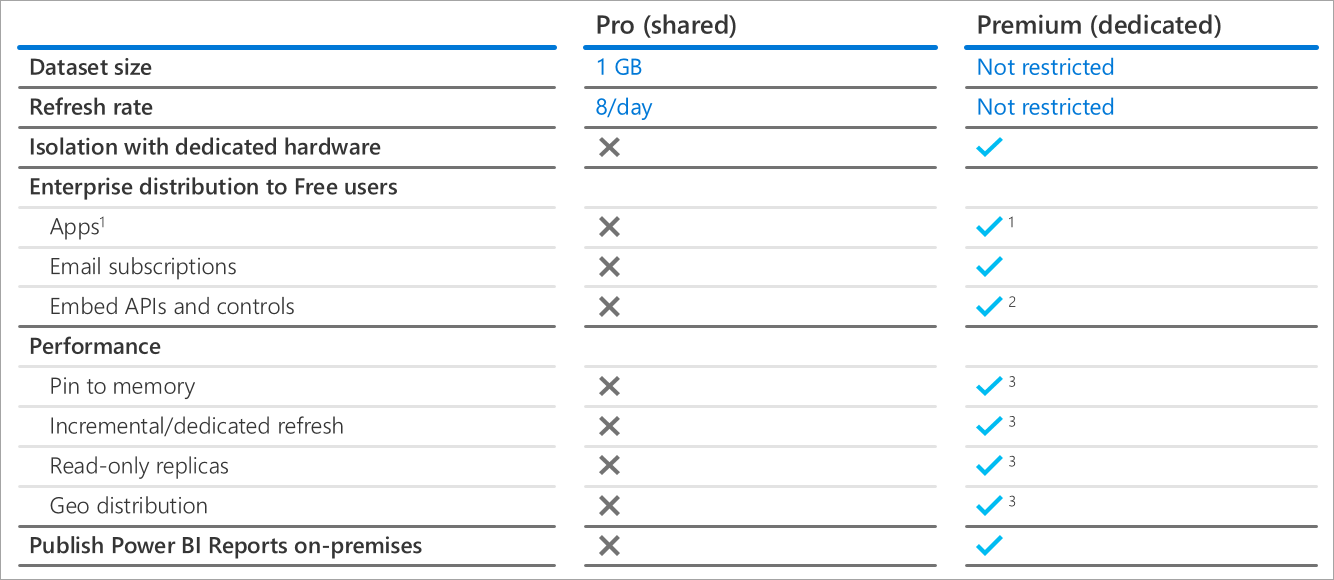 Pro (shared) Premium (dedicated)
Dataset size 1 GB Not restricted
Refresh rate 8/day Not restricted
Isolation with dedicated hardware ✕ ✓
Enterprise distribution to Free users
Apps¹ ✕ ✓ ¹
Email subscriptions ✕ ✓
Embed APIs and controls ✕ ✓ ²
Performance
Pin to memory ✕ ✓ ³
Incremental/dedicated refresh ✕ ✓ ³
Read-only replicas ✕ ✓ ³
Geo distribution ✕ ✓ ³
Publish Power BI Reports on-premises ✕ ✓